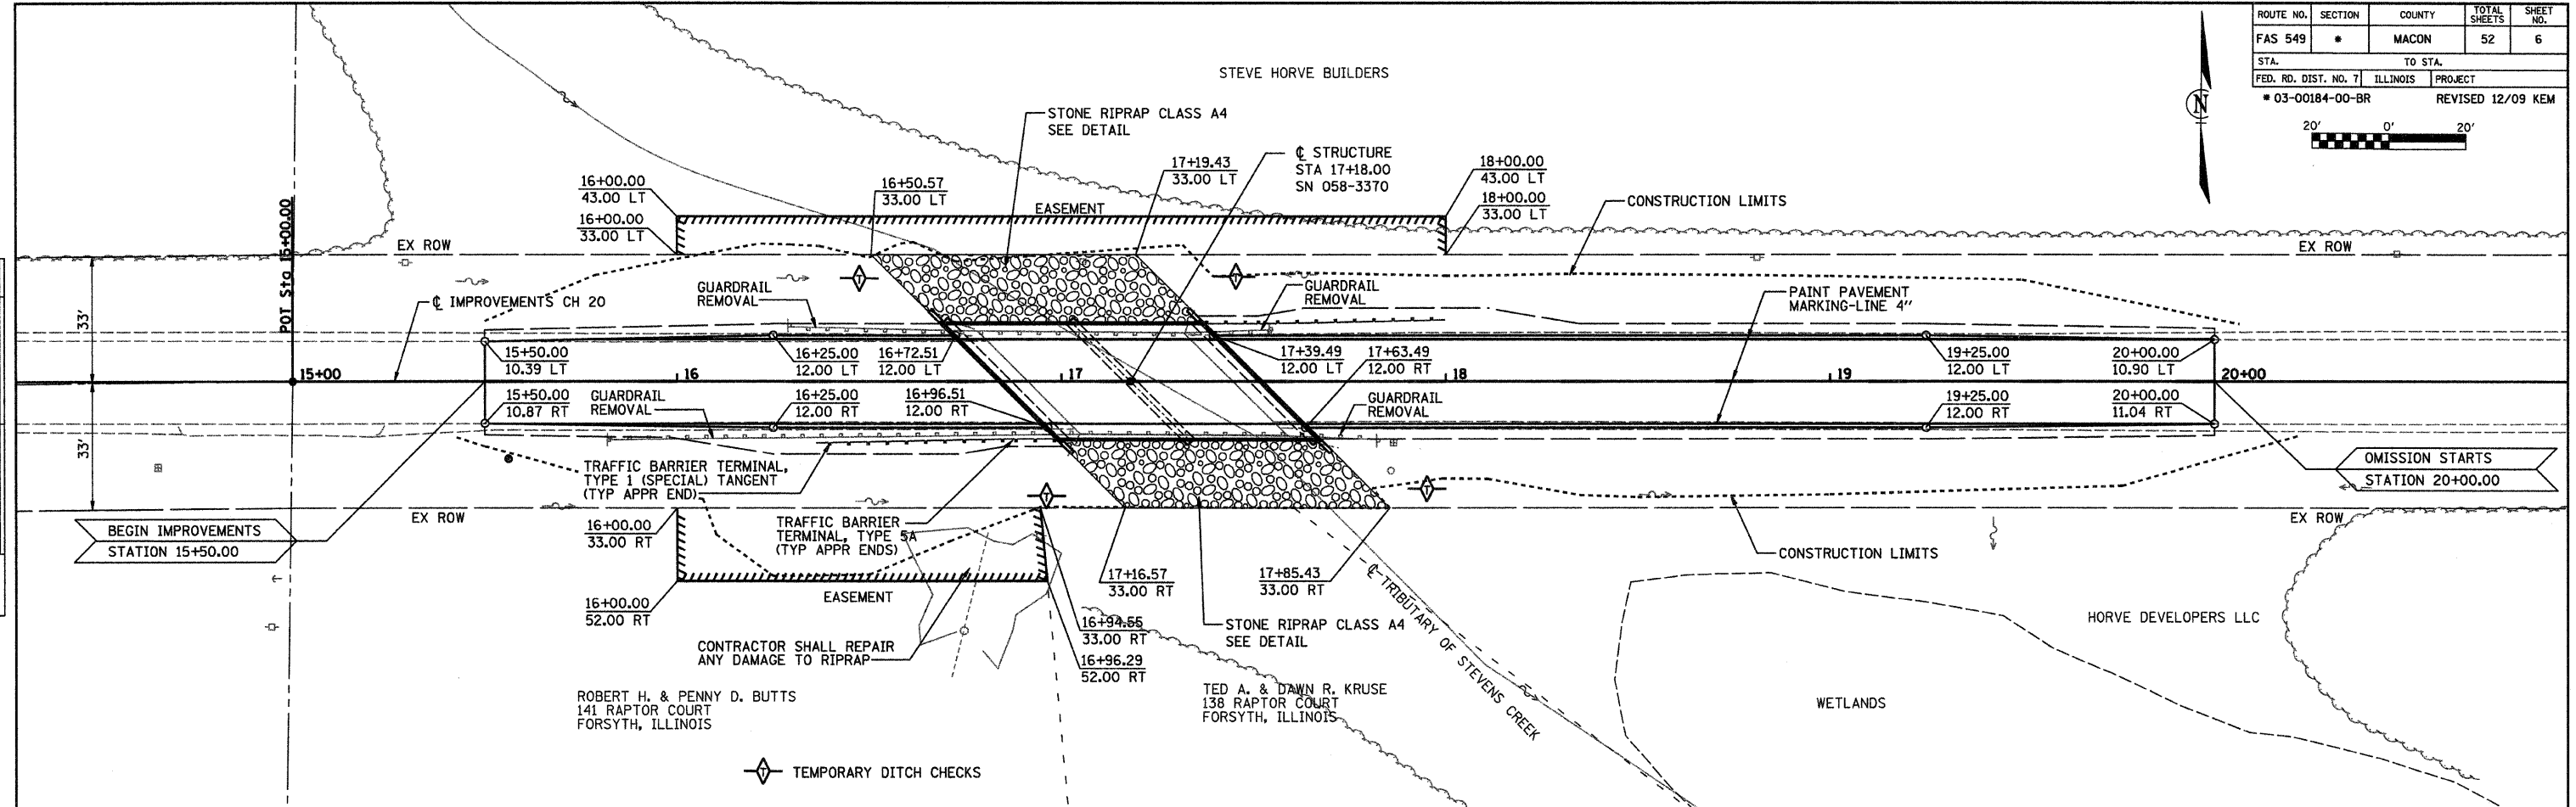 ROUTE NO. SECTION COUNTY TOTAL SHEETS SHEET NO.
FAS 549 * MACON 52 6
STA. TO STA.
FED. RD. DIST. NO. 7 ILLINOIS PROJECT
* 03-00184-00-BR REVISED 12/09 KEM
20' 0' 20'
N
STEVE HORVE BUILDERS
STONE RIPRAP CLASS A4
SEE DETAIL
℄ STRUCTURE
STA 17+18.00
SN 058-3370
16+00.00
43.00 LT
16+00.00
33.00 LT
16+50.57
33.00 LT
17+19.43
33.00 LT
18+00.00
43.00 LT
18+00.00
33.00 LT
EASEMENT
CONSTRUCTION LIMITS
POT Sta 15+00.00
EX ROW
EX ROW
33'
33'
℄ IMPROVEMENTS CH 20
GUARDRAIL
REMOVAL
GUARDRAIL
REMOVAL
PAINT PAVEMENT
MARKING-LINE 4"
15+50.00
10.39 LT
16+25.00
12.00 LT
16+72.51
12.00 LT
17+39.49
12.00 LT
17+63.49
12.00 RT
19+25.00
12.00 LT
20+00.00
10.90 LT
15+00
16
17
18
19
20+00
15+50.00
10.87 RT
GUARDRAIL
REMOVAL
16+25.00
12.00 RT
16+96.51
12.00 RT
GUARDRAIL
REMOVAL
19+25.00
12.00 RT
20+00.00
11.04 RT
TRAFFIC BARRIER TERMINAL,
TYPE 1 (SPECIAL) TANGENT
(TYP APPR END)
OMISSION STARTS
STATION 20+00.00
EX ROW
EX ROW
BEGIN IMPROVEMENTS
STATION 15+50.00
16+00.00
33.00 RT
TRAFFIC BARRIER
TERMINAL, TYPE 5A
(TYP APPR ENDS)
CONSTRUCTION LIMITS
17+16.57
33.00 RT
17+85.43
33.00 RT
16+00.00
52.00 RT
EASEMENT
℄ TRIBUTARY OF STEVENS CREEK
16+94.55
33.00 RT
16+96.29
52.00 RT
STONE RIPRAP CLASS A4
SEE DETAIL
HORVE DEVELOPERS LLC
CONTRACTOR SHALL REPAIR
ANY DAMAGE TO RIPRAP
ROBERT H. & PENNY D. BUTTS
141 RAPTOR COURT
FORSYTH, ILLINOIS
TED A. & DAWN R. KRUSE
138 RAPTOR COURT
FORSYTH, ILLINOIS
WETLANDS
T TEMPORARY DITCH CHECKS